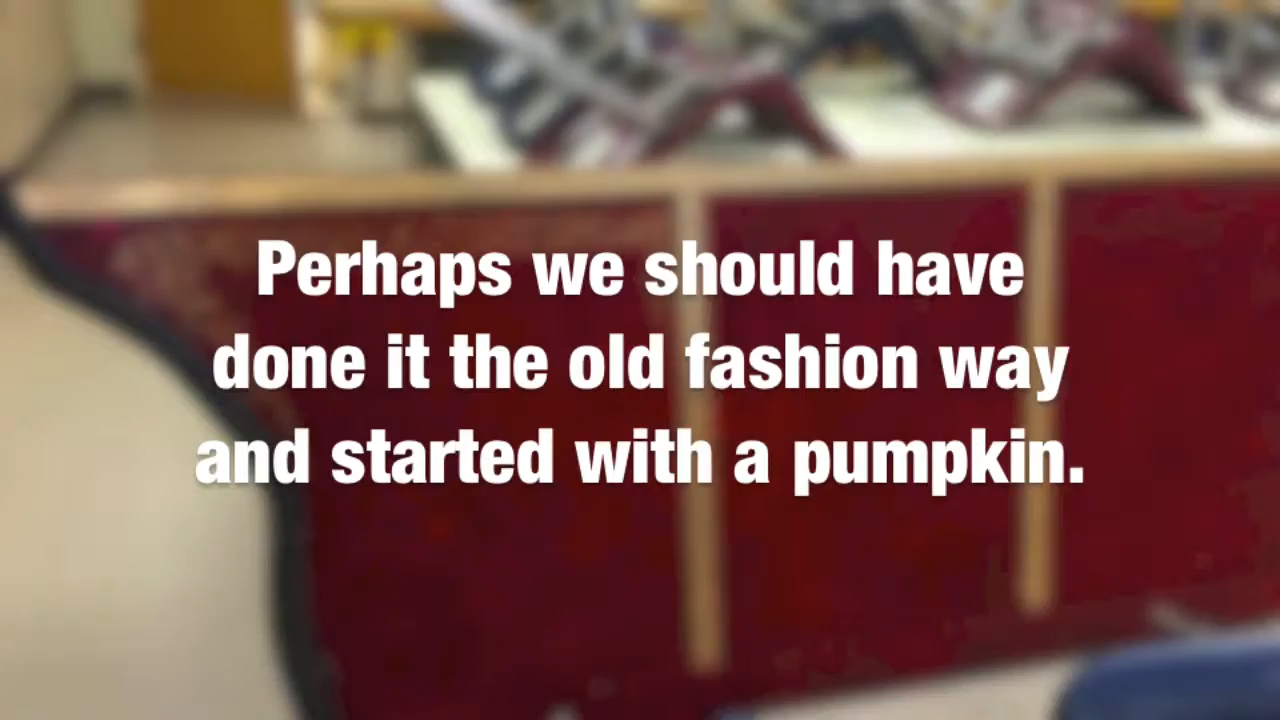 Perhaps we should have
done it the old fashion way
and started with a pumpkin.